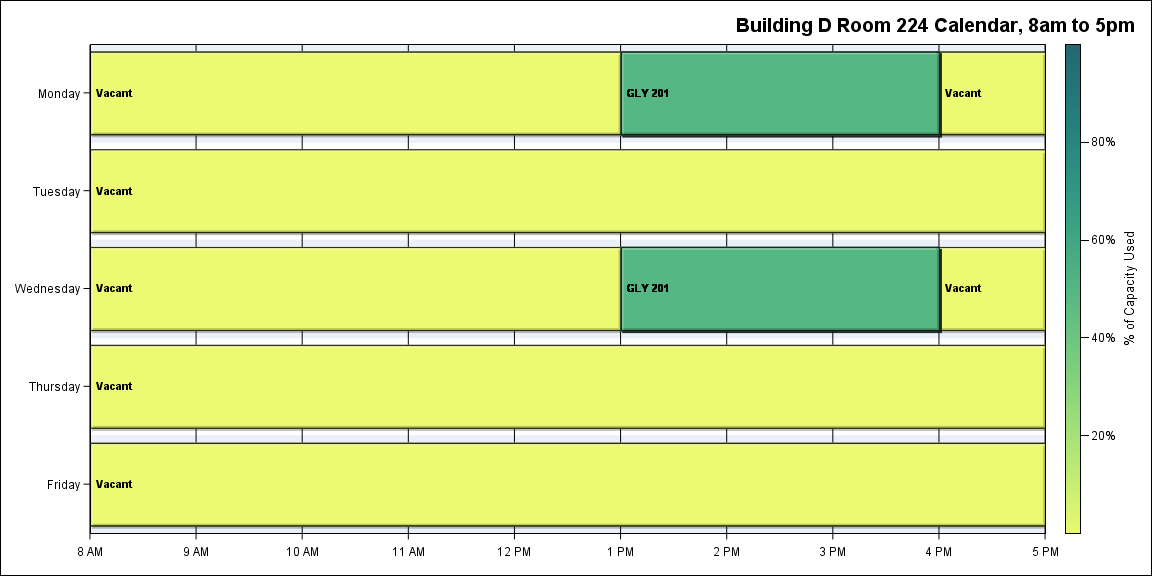 Building D Room 224 Calendar, 8am to 5pm
Monday
Vacant
GLY 201
Vacant
Tuesday
Vacant
Wednesday
Vacant
GLY 201
Vacant
Thursday
Vacant
Friday
Vacant
8 AM
9 AM
10 AM
11 AM
12 PM
1 PM
2 PM
3 PM
4 PM
5 PM
80%
60%
40%
20%
% of Capacity Used